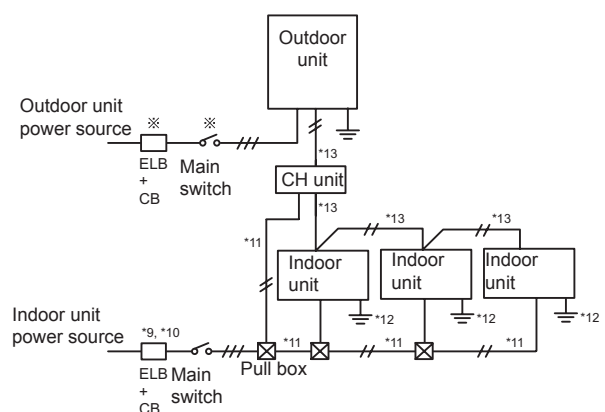 Outdoor
unit
Outdoor unit
power source
※
※
ELB
+
CB
Main
switch
*13
CH unit
*13
*11
*13
*13
Indoor
unit
Indoor
unit
Indoor
unit
*12
*12
*12
Indoor unit
power source
*9, *10
ELB
+
CB
Main
switch
Pull box
*11
*11
*11